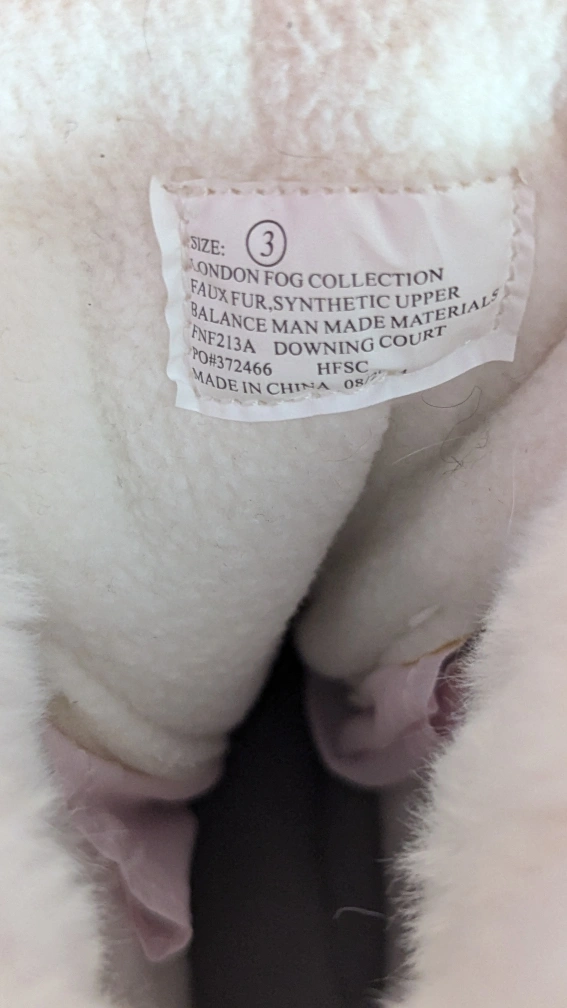 SIZE: 3
LONDON FOG COLLECTION
FAUX FUR,SYNTHETIC UPPER
BALANCE MAN MADE MATERIALS
FNF213A DOWNING COURT
PO#372466 HFSC
MADE IN CHINA